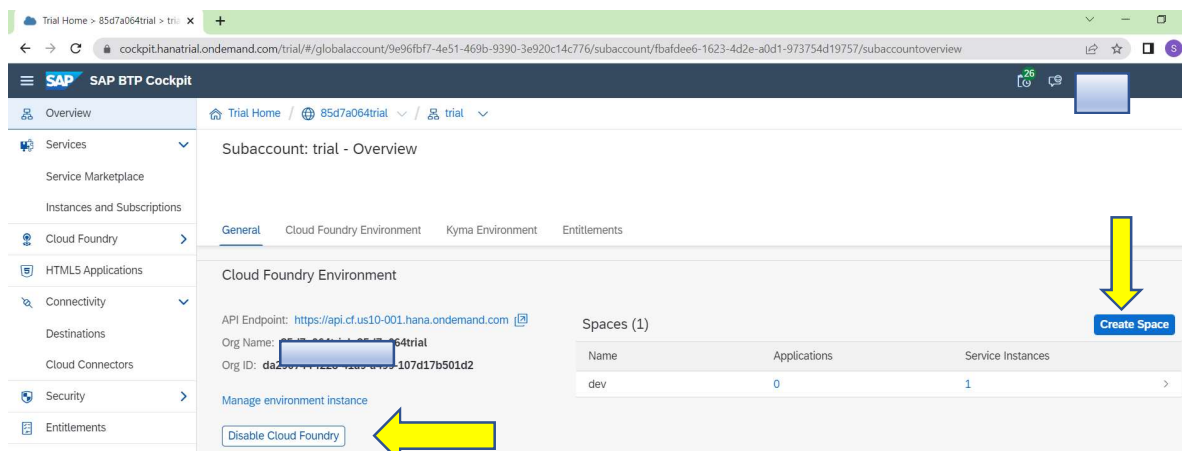 Trial Home > 85d7a064trial > tria
cockpit.hanatrial.ondemand.com/trial/#/globalaccount/9e96fbf7-4e51-469b-9390-3e920c14c776/subaccount/fbafdee6-1623-4d2e-a0d1-973754d19757/subaccountoverview
S
SAP SAP BTP Cockpit
26
Overview
Trial Home / 85d7a064trial / trial
Services
Subaccount: trial - Overview
Service Marketplace
Instances and Subscriptions
General Cloud Foundry Environment Kyma Environment Entitlements
Cloud Foundry
HTML5 Applications
Cloud Foundry Environment
Connectivity
API Endpoint: https://api.cf.us10-001.hana.ondemand.com
Spaces (1)
Create Space
Destinations
Org Name:
Name Applications Service Instances
Cloud Connectors
Org ID:
dev 0 1
Security
Manage environment instance
Entitlements
Disable Cloud Foundry